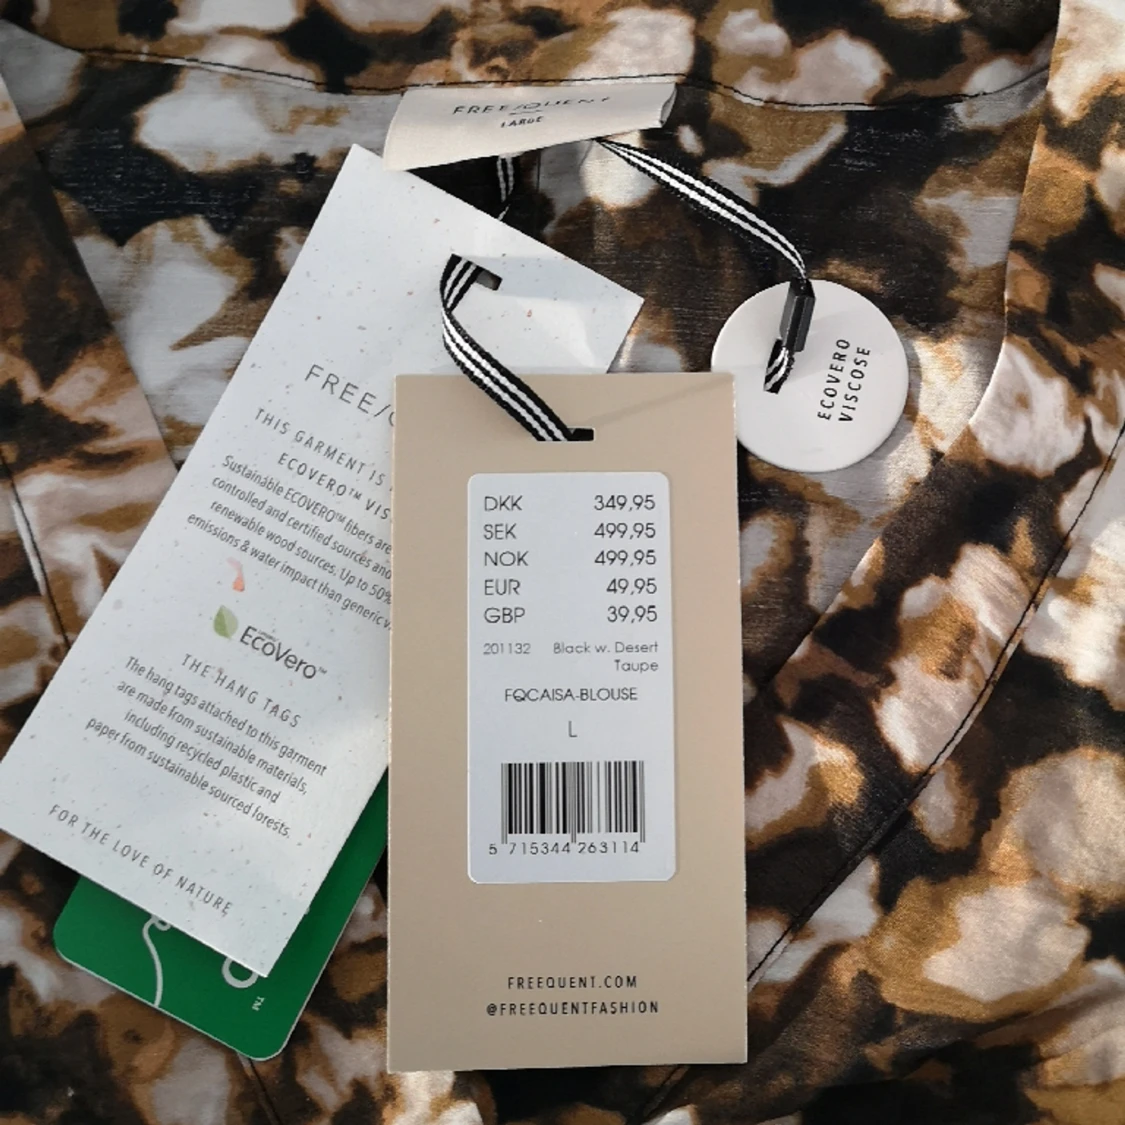 FREE/QUENT
LARGE
ECOVERO
VISCOSE
FREE/
THIS GARMENT IS
ECOVERO™ VIS
Sustainable ECOVERO™ fibers are
controlled and certified sources and
renewable wood sources. Up to 50%
emissions & water impact than generic v
EcoVero™
THE HANG TAGS
The hang tags attached to this garment
are made from sustainable materials,
including recycled plastic and
paper from sustainable sourced forests.
FOR THE LOVE OF NATURE
DKK 349,95
SEK 499,95
NOK 499,95
EUR 49,95
GBP 39,95
201132 Black w. Desert
Taupe
FQCAISA-BLOUSE
L
5 715344 263114
FREEQUENT.COM
@FREEQUENTFASHION
TM